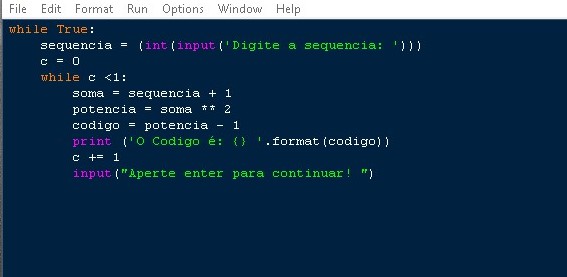 File Edit Format Run Options Window Help
while True:
    sequencia = (int(input('Digite a sequencia: ')))
    c = 0
    while c <1:
        soma = sequencia + 1
        potencia = soma ** 2
        codigo = potencia - 1
        print ('O Codigo é: {} '.format(codigo))
        c += 1
        input("Aperte enter para continuar! ")